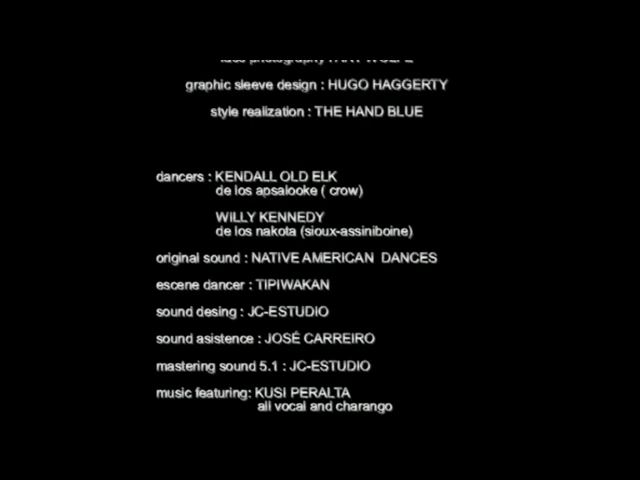 graphic sleeve design : HUGO HAGGERTY
style realization : THE HAND BLUE
dancers : KENDALL OLD ELK
de los apsalooke ( crow)
WILLY KENNEDY
de los nakota (sioux-assiniboine)
original sound : NATIVE AMERICAN DANCES
escene dancer : TIPIWAKAN
sound desing : JC-ESTUDIO
sound asistence : JOSÉ CARREIRO
mastering sound 5.1 : JC-ESTUDIO
music featuring: KUSI PERALTA
all vocal and charango